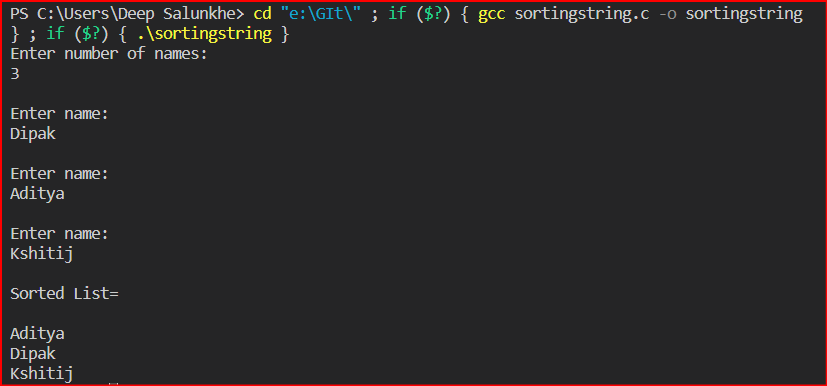 PS C:\Users\Deep Salunkhe> cd "e:\GIt\" ; if ($?) { gcc sortingstring.c -o sortingstring
} ; if ($?) { .\sortingstring }
Enter number of names:
3
Enter name:
Dipak
Enter name:
Aditya
Enter name:
Kshitij
Sorted List=
Aditya
Dipak
Kshitij